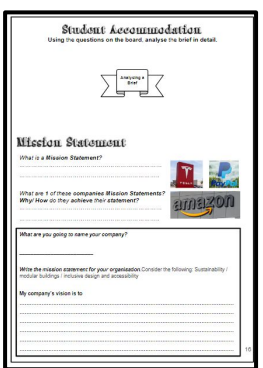 Student Accommodation
Using the questions on the board, analyse the brief in detail.
Analysing a
Brief
Mission Statement
What is a Mission Statement?
TESLA
What are 1 of these companies Mission Statements?
Why/ How do they achieve their statement?
amazon
What are you going to name your company?
Write the mission statement for your organisation.Consider the following: Sustainability /
modular buildings / inclusive design and accessibility
My company's vision is to